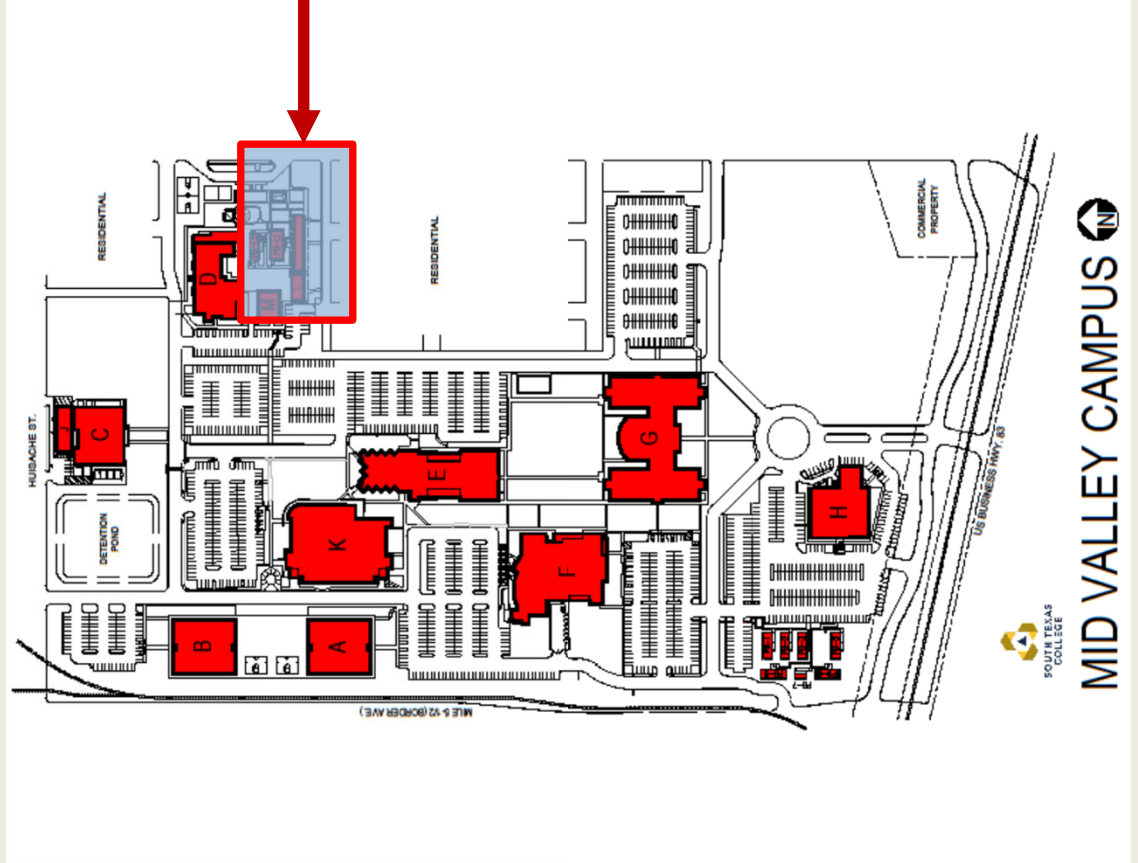 HUISACHE ST.
RESIDENTIAL
D
M
J
C
RESIDENTIAL
COMMERCIAL
PROPERTY
DETENTION
POND
E
G
K
H
F
B
A
US BUSINESS HWY. 83
MILE 5 1/2 (BORDER AVE)
SOUTH TEXAS
COLLEGE
MID VALLEY CAMPUS
N